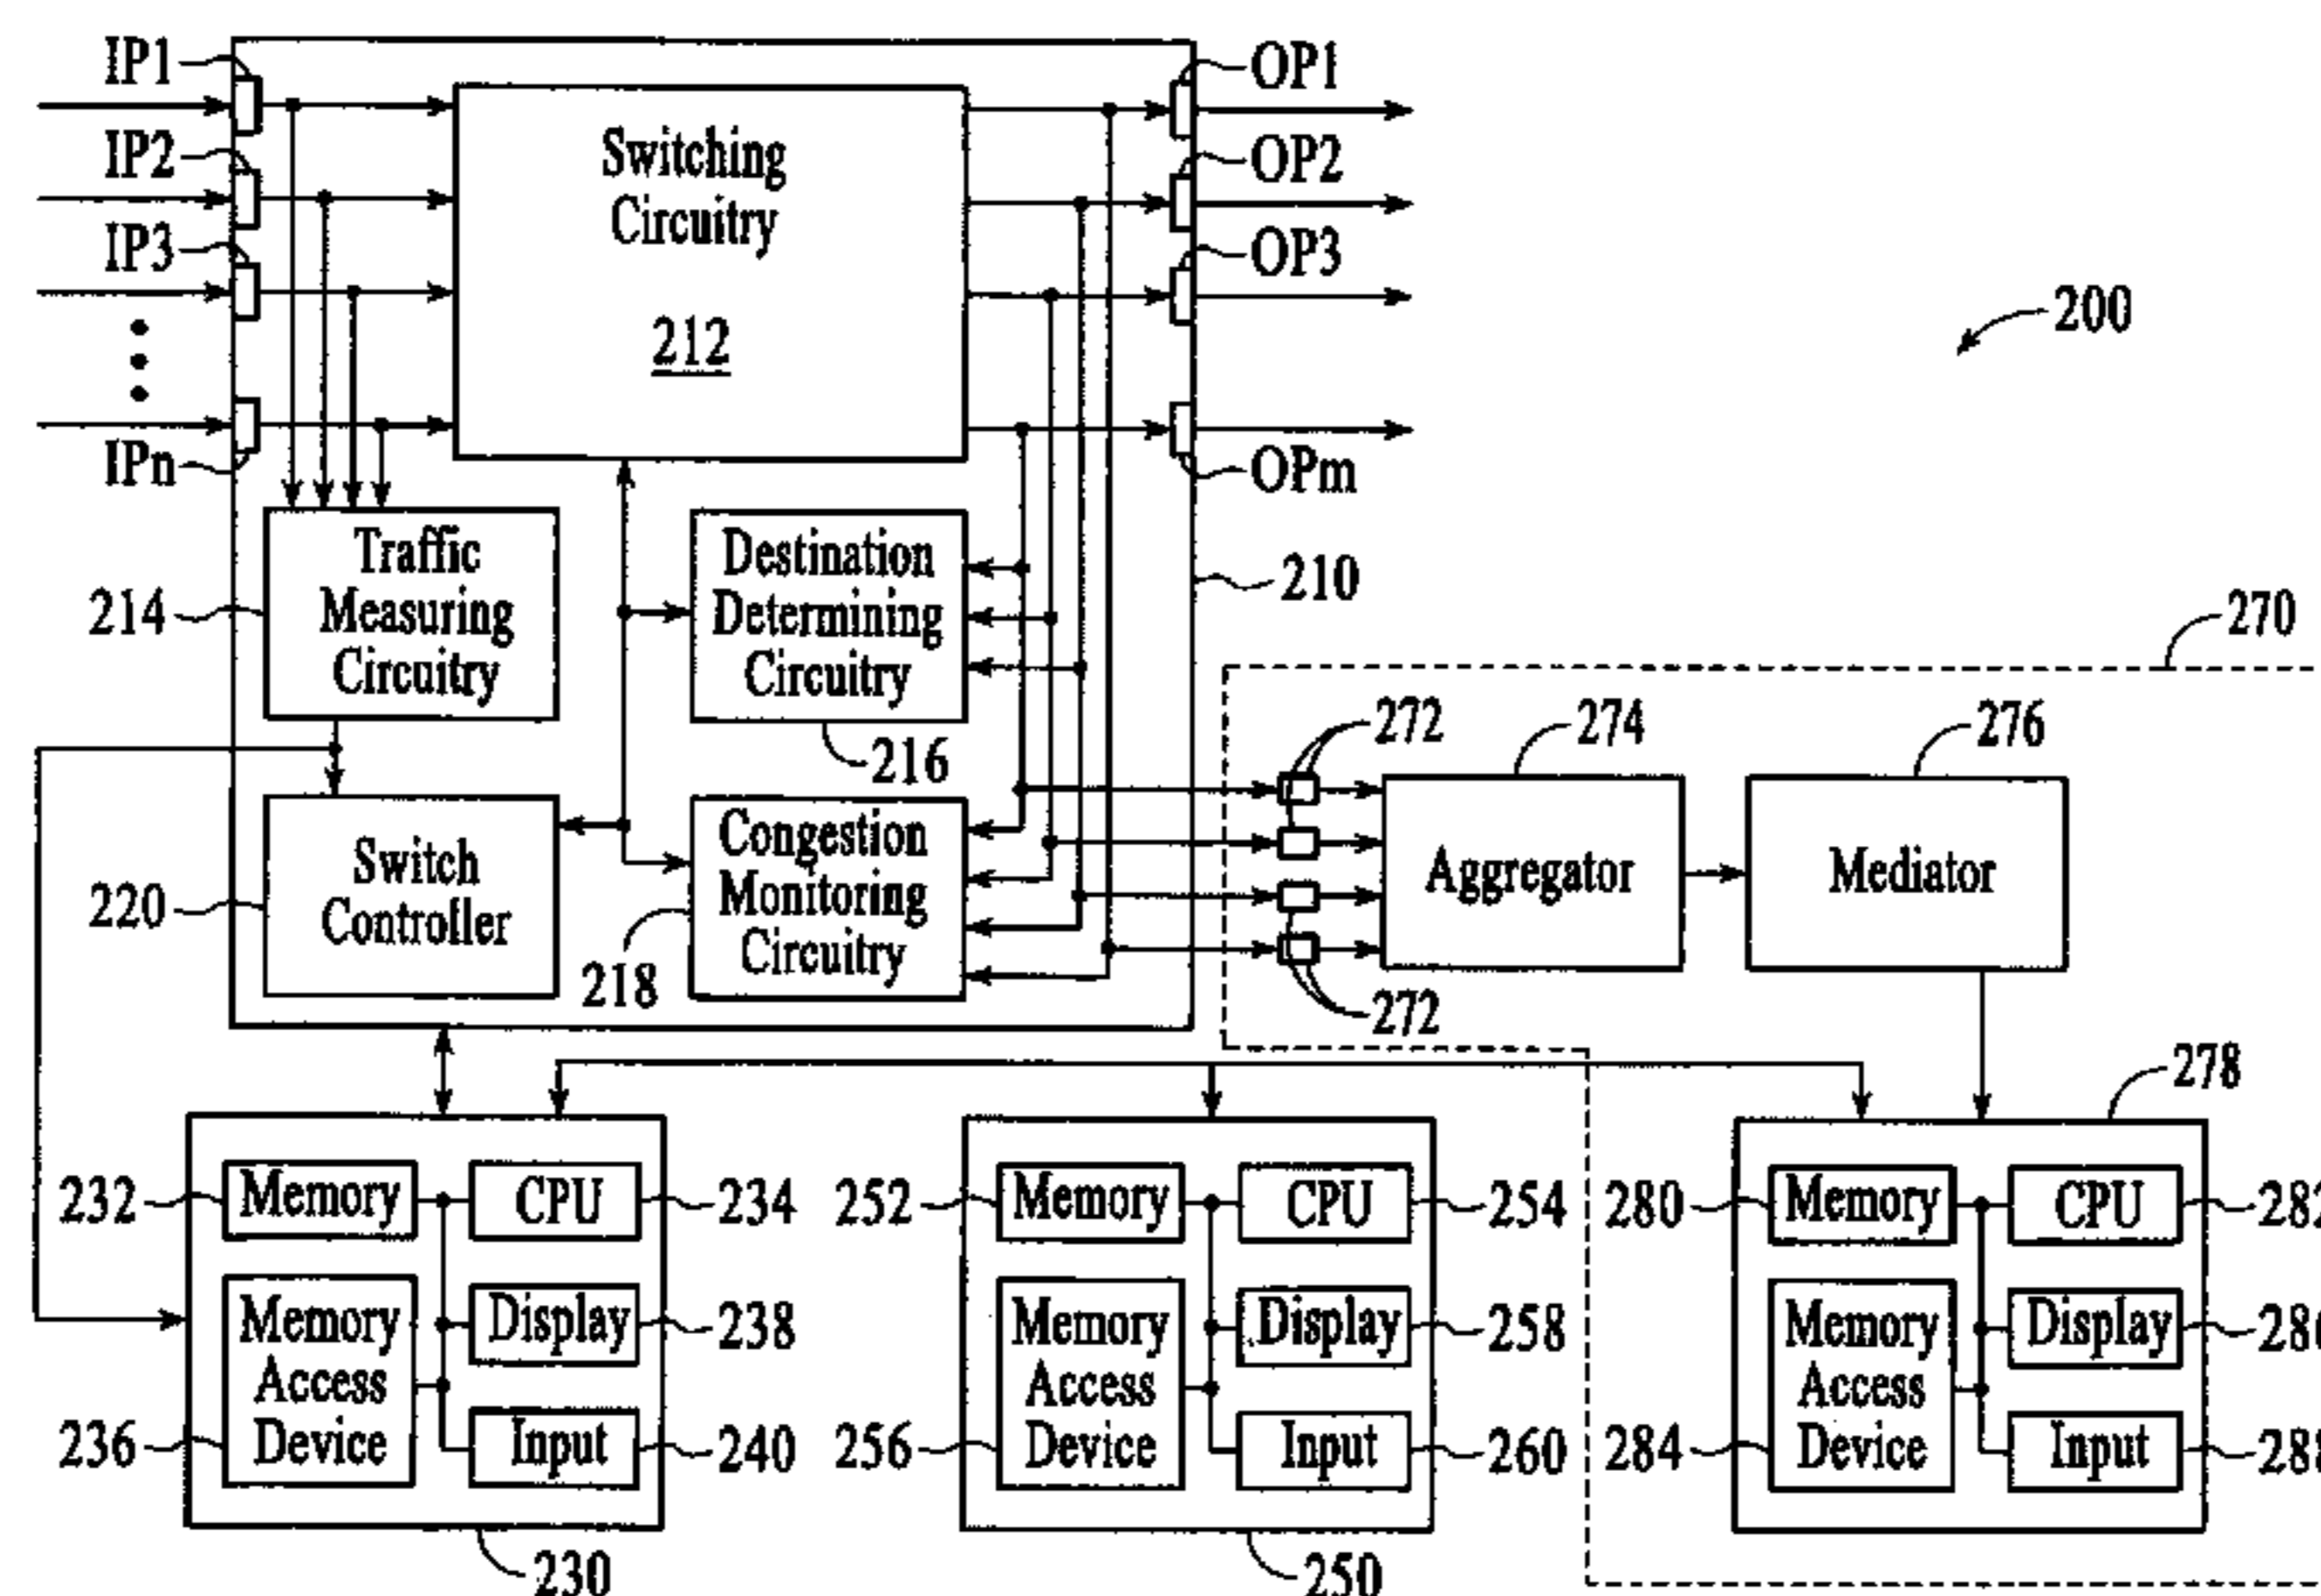 IP1
IP2
IP3
IPn
Switching
Circuitry
212
OP1
OP2
OP3
OPm
200
Traffic
Measuring
Circuitry
214
Destination
Determining
Circuitry
216
210
270
Switch
Controller
220
Congestion
Monitoring
Circuitry
218
272
272
274
Aggregator
276
Mediator
278
232
Memory
CPU
234
Memory
Access
Device
236
Display
238
Input
240
230
252
Memory
CPU
254
Memory
Access
Device
256
Display
258
Input
260
250
280
Memory
CPU
282
Memory
Access
Device
284
Display
Input